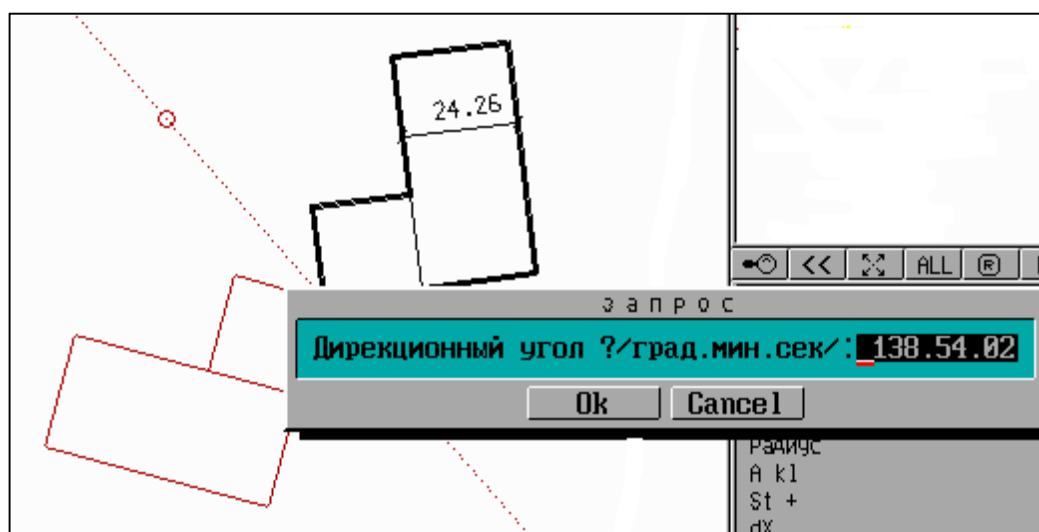 24.26
<< ALL ®
запрос
Дирекционный угол ?/град.мин.сек/: 138.54.02
Ok Cancel
Радиус
A kl
St +
dX